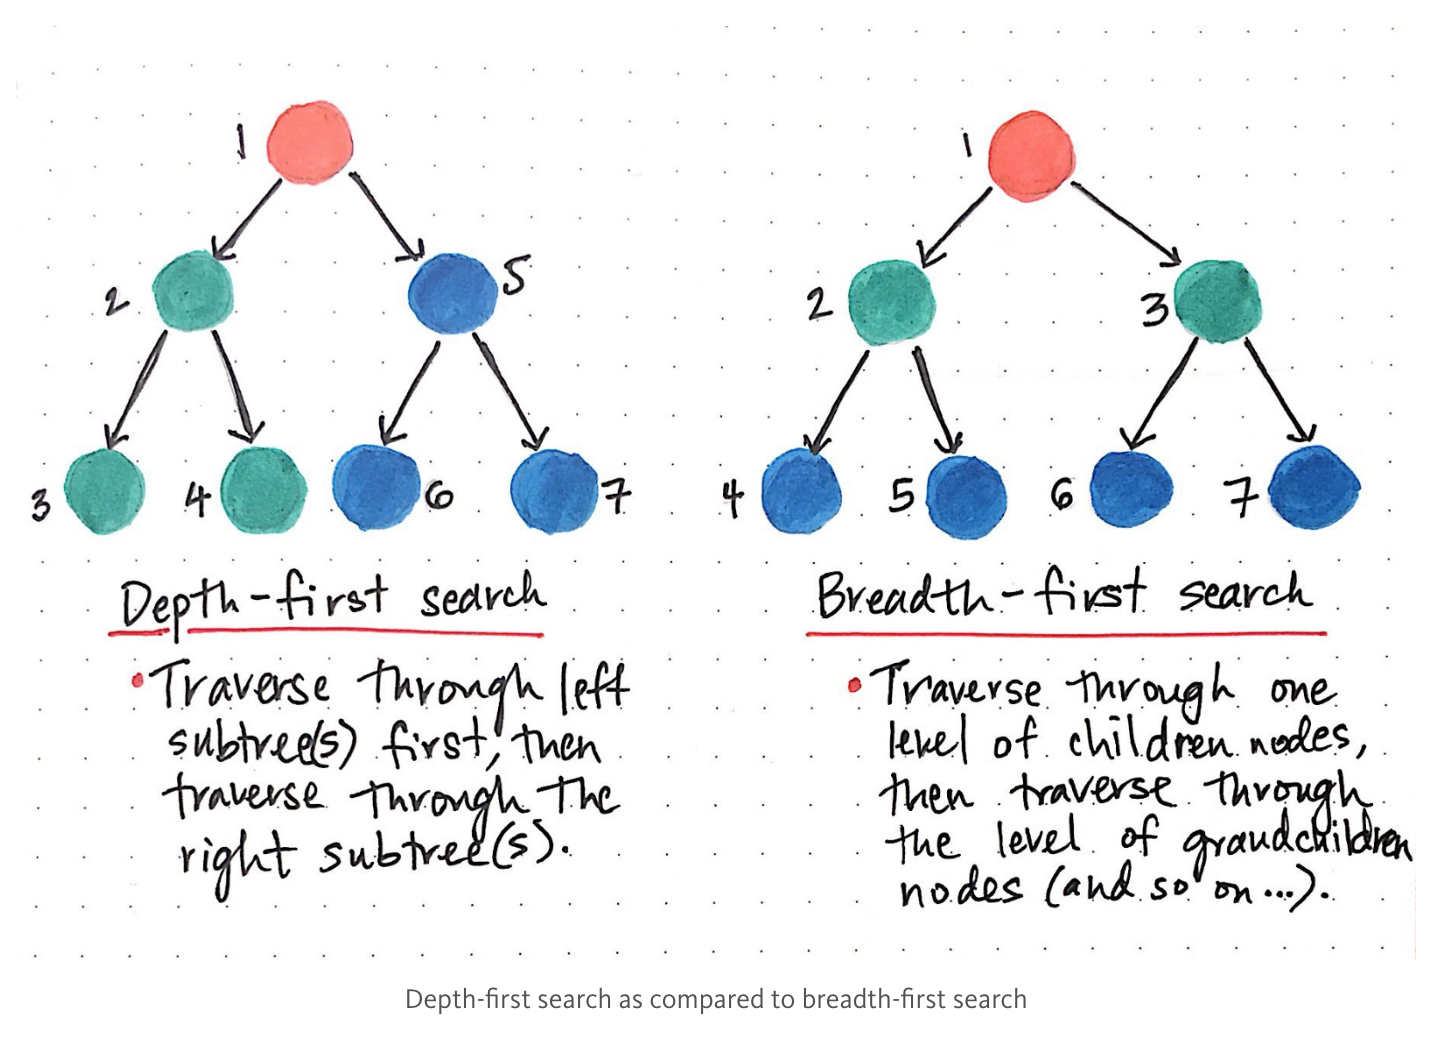 1
2
5
3
4
6
7
Depth-first search
• Traverse through left
subtree(s) first, then
traverse through the
right subtree(s).
1
2
3
4
5
6
7
Breadth-first search
• Traverse through one
level of children nodes,
then traverse through
the level of grandchildren
nodes (and so on...).
Depth-first search as compared to breadth-first search